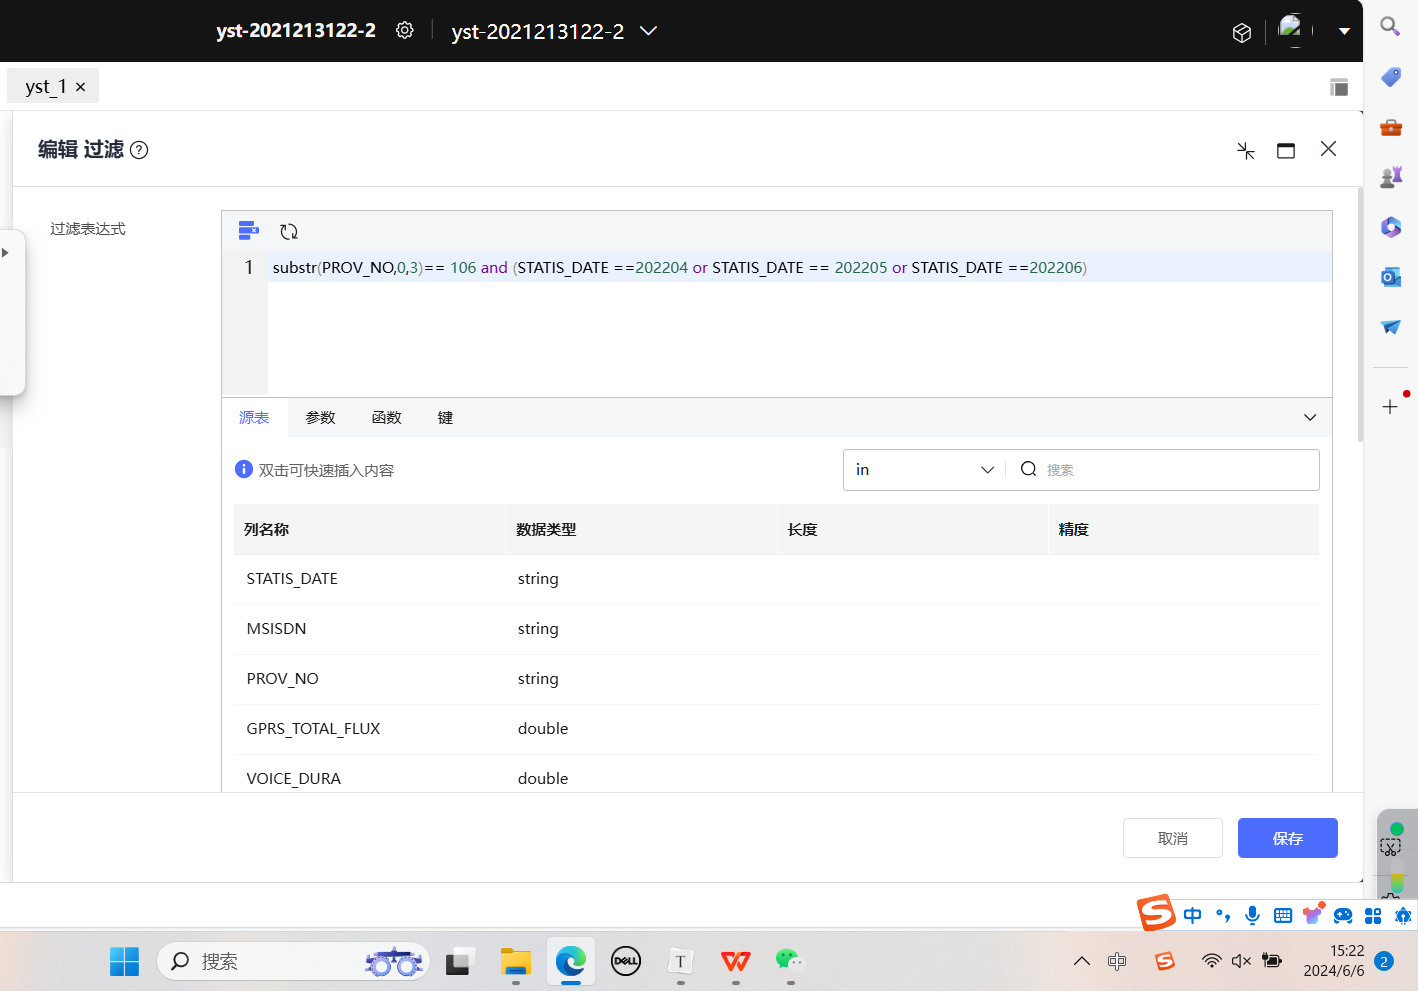 yst-2021213122-2
yst-2021213122-2
yst_1 ×
编辑 过滤 ?
过滤表达式
1 substr(PROV_NO,0,3)== 106 and (STATIS_DATE ==202204 or STATIS_DATE == 202205 or STATIS_DATE ==202206)
源表 参数 函数 键
双击可快速插入内容
in 搜索
列名称 数据类型 长度 精度
STATIS_DATE string
MSISDN string
PROV_NO string
GPRS_TOTAL_FLUX double
VOICE_DURA double
取消 保存
中
搜索
DELL
T
中
15:22
2024/6/6
2